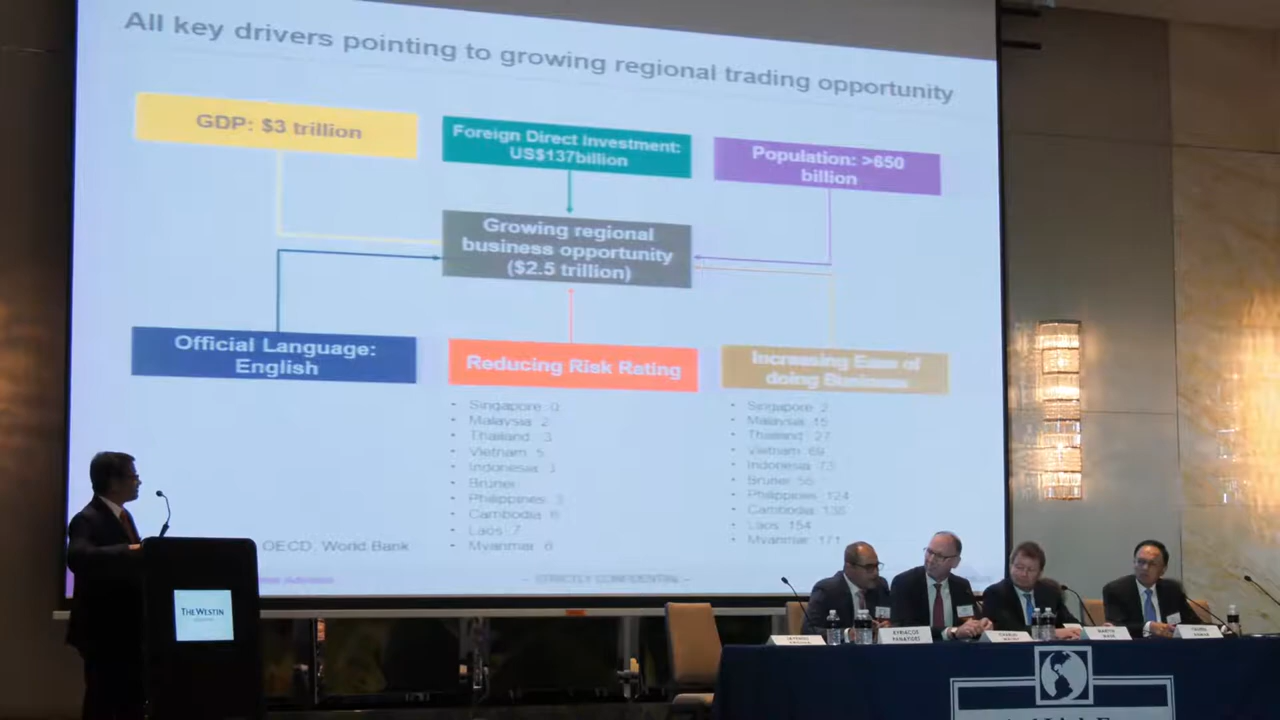 All key drivers pointing to growing regional trading opportunity
GDP: $3 trillion
Foreign Direct Investment:
US$137billion
Population: >650
billion
Growing regional
business opportunity
($2.5 trillion)
Official Language:
English
Reducing Risk Rating
Increasing Ease of
doing Business
• Singapore 0
• Malaysia 2
• Thailand 3
• Vietnam 5
• Indonesia
• Brunei
• Philippines
• Cambodia 6
• Laos 7
• Myanmar 6
• Singapore 2
• Malaysia 15
• Thailand 27
• Vietnam 69
• Indonesia 73
• Brunei
• Philippines 124
• Cambodia 138
• Laos 154
• Myanmar 171
OECD, World Bank
– STRICTLY CONFIDENTIAL –
THE WESTIN
KYRIACOS
PANAYIDES
MARTIN